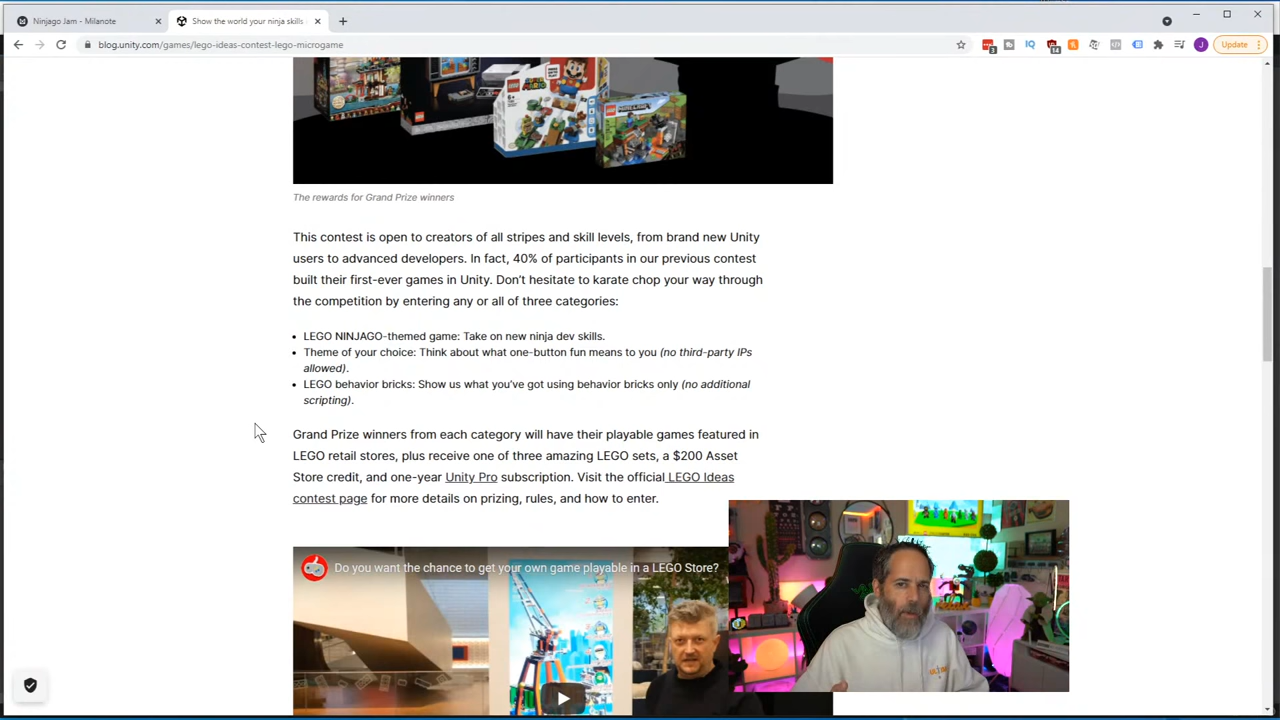 Ninjago Jam - Milanote
Show the world your ninja skills
blog.unity.com/games/lego-ideas-contest-lego-microgame
Update
The rewards for Grand Prize winners
This contest is open to creators of all stripes and skill levels, from brand new Unity
users to advanced developers. In fact, 40% of participants in our previous contest
built their first-ever games in Unity. Don't hesitate to karate chop your way through
the competition by entering any or all of three categories:
• LEGO NINJAGO-themed game: Take on new ninja dev skills.
• Theme of your choice: Think about what one-button fun means to you (no third-party IPs
allowed).
• LEGO behavior bricks: Show us what you've got using behavior bricks only (no additional
scripting).
Grand Prize winners from each category will have their playable games featured in
LEGO retail stores, plus receive one of three amazing LEGO sets, a $200 Asset
Store credit, and one-year Unity Pro subscription. Visit the official LEGO Ideas
contest page for more details on prizing, rules, and how to enter.
Do you want the chance to get your own game playable in a LEGO Store?